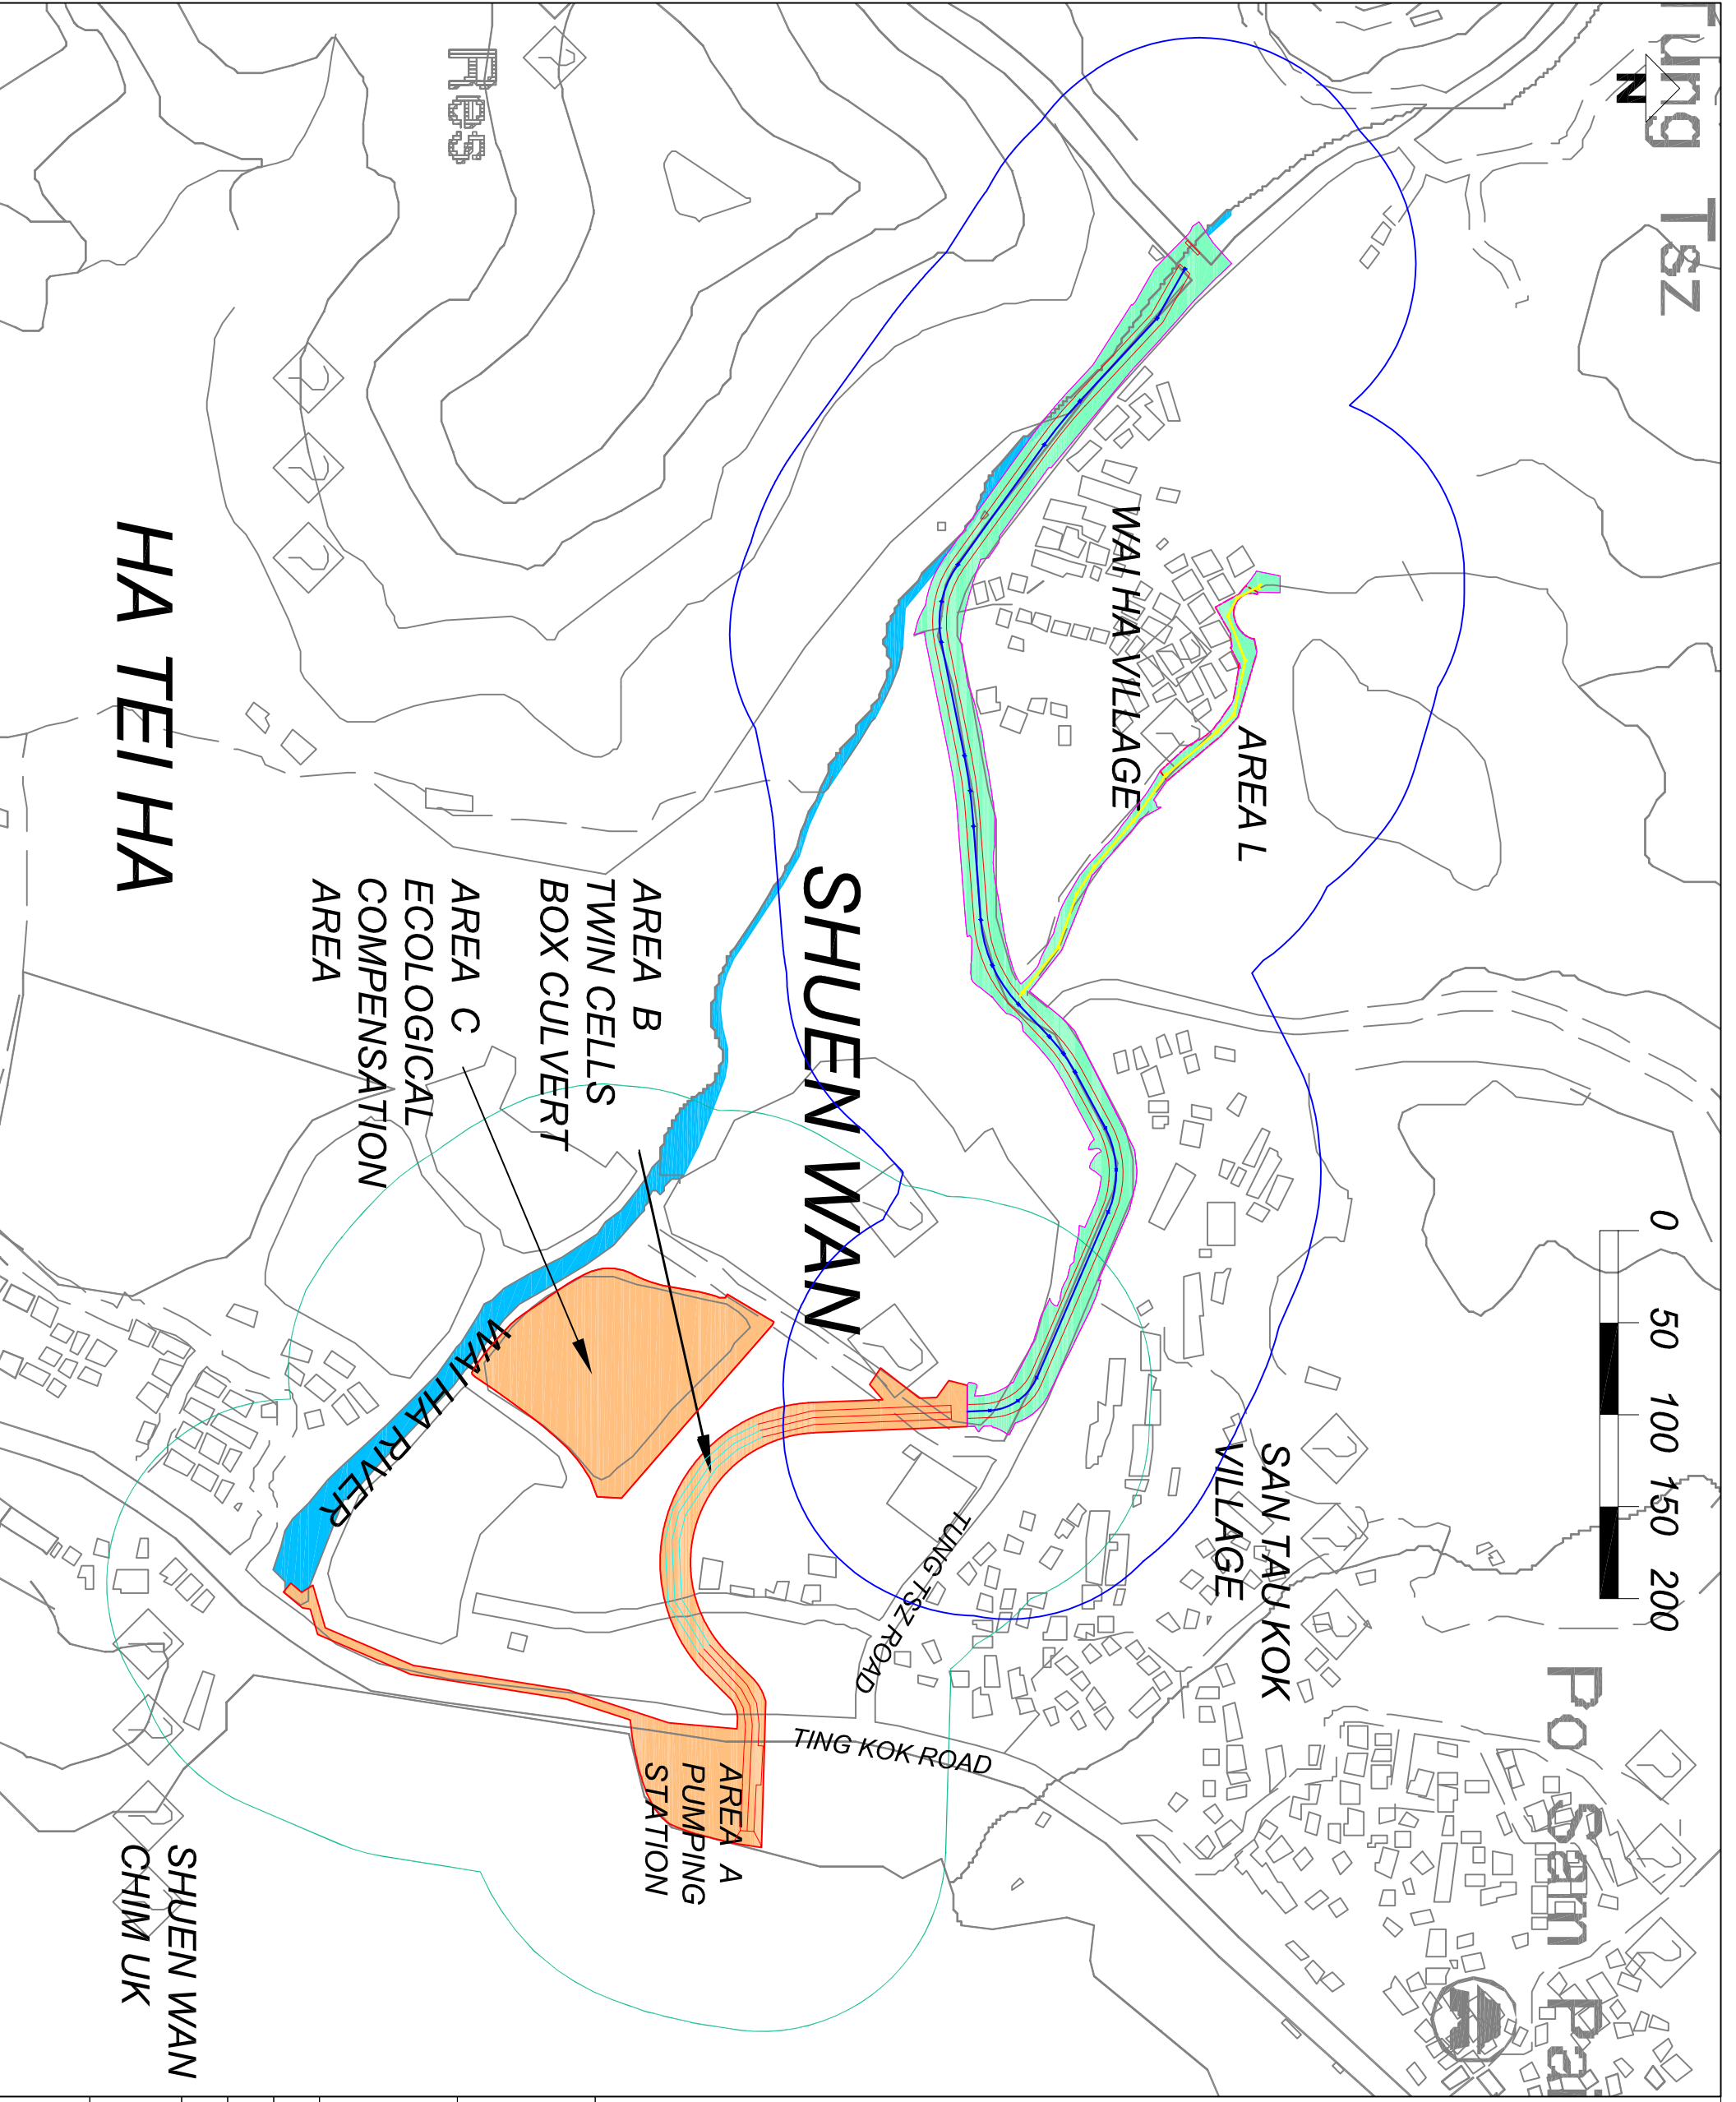 Tung Tsz
N
0 50 100 150 200
Res
WAI HA VILLAGE
AREA L
HA TEI HA
SHUEN WAN
AREA B
TWIN CELLS
BOX CULVERT
AREA C
ECOLOGICAL
COMPENSATION
AREA
WAI HA RIVER
SAN TAU KOK
VILLAGE
TUNG TSZ ROAD
TING KOK ROAD
AREA A
PUMPING
STATION
Po Sam Pai
SHUEN WAN
CHIM UK